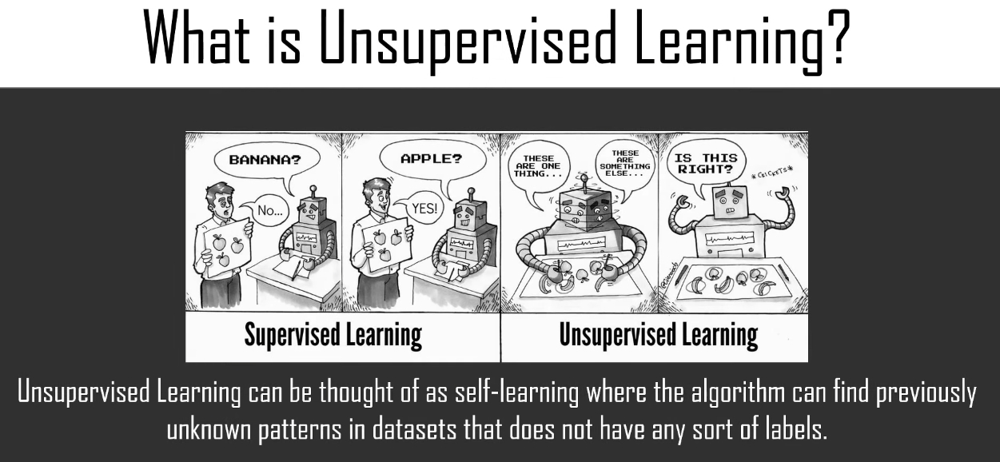 What is Unsupervised Learning?
BANANA?
No...
APPLE?
YES!
THESE
ARE ONE
THING...
THESE
ARE
SOMETHING
ELSE...
IS THIS
RIGHT?
*CRICKETS*
Supervised Learning
Unsupervised Learning
Unsupervised Learning can be thought of as self-learning where the algorithm can find previously
unknown patterns in datasets that does not have any sort of labels.